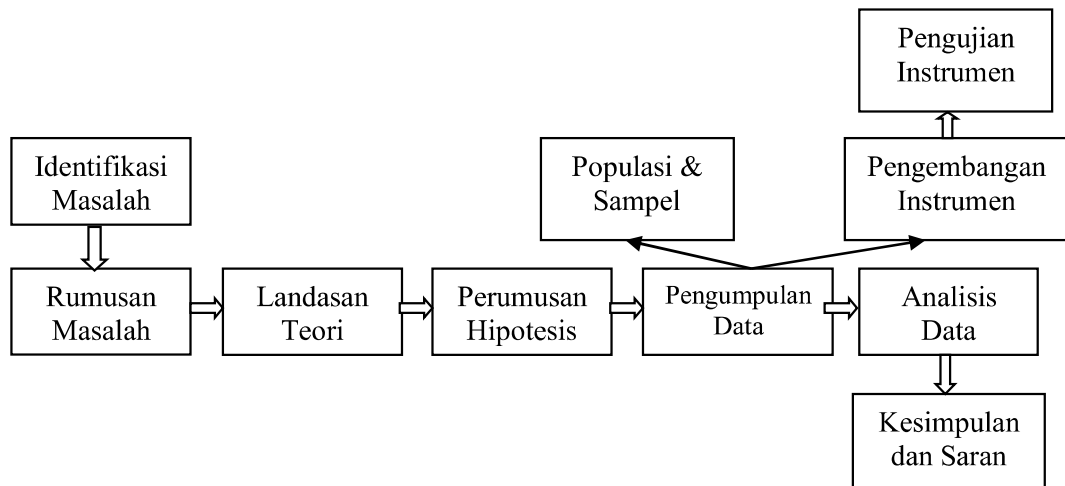 Pengujian
Instrumen
Identifikasi
Masalah
Populasi &
Sampel
Pengembangan
Instrumen
Rumusan
Masalah
Landasan
Teori
Perumusan
Hipotesis
Pengumpulan
Data
Analisis
Data
Kesimpulan
dan Saran